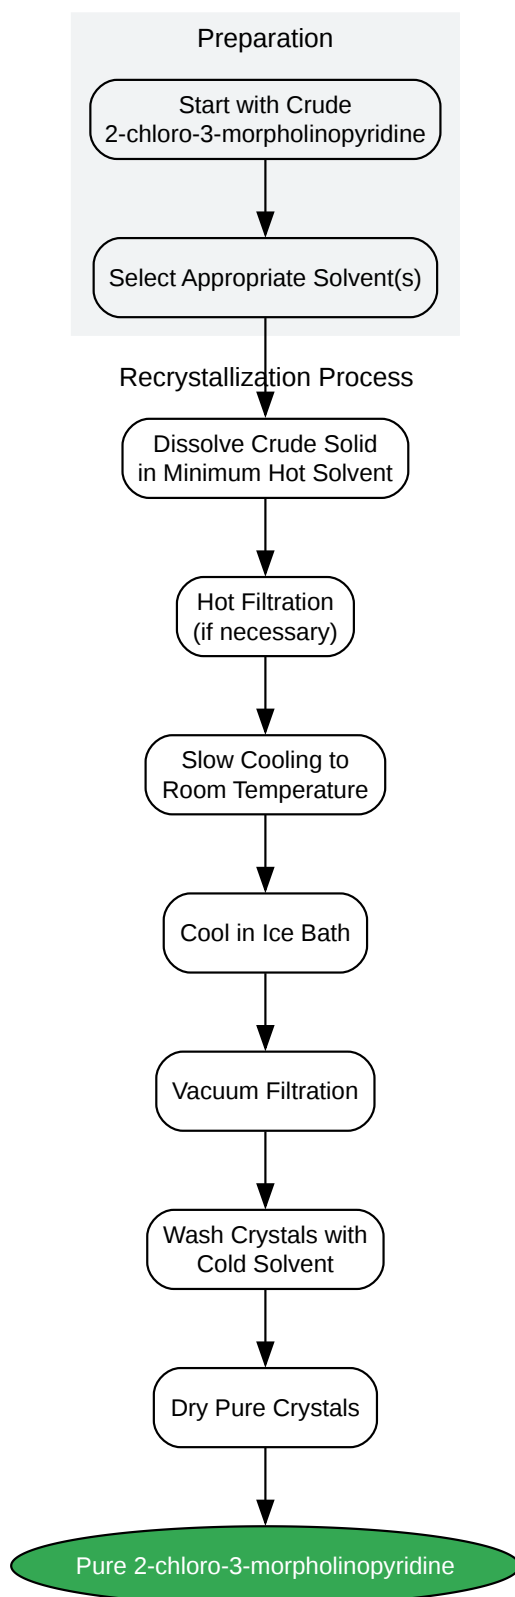 Preparation
Start with Crude
2-chloro-3-morpholinopyridine
Select Appropriate Solvent(s)
Recrystallization Process
Dissolve Crude Solid
in Minimum Hot Solvent
Hot Filtration
(if necessary)
Slow Cooling to
Room Temperature
Cool in Ice Bath
Vacuum Filtration
Wash Crystals with
Cold Solvent
Dry Pure Crystals
Pure 2-chloro-3-morpholinopyridine